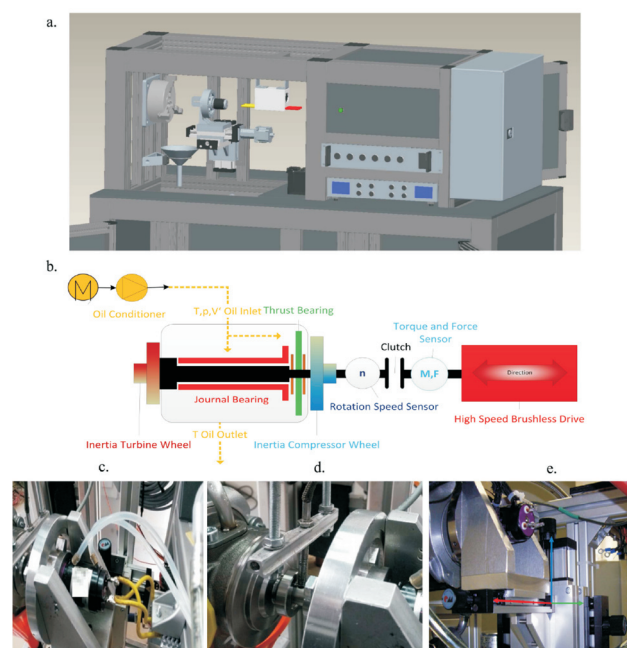 a.
b.
M
Oil Conditioner
T,p,V' Oil Inlet
Thrust Bearing
Torque and Force
Sensor
Clutch
n
M,F
Direction
Journal Bearing
Rotation Speed Sensor
High Speed Brushless Drive
T Oil Outlet
Inertia Turbine Wheel
Inertia Compressor Wheel
c.
d.
e.